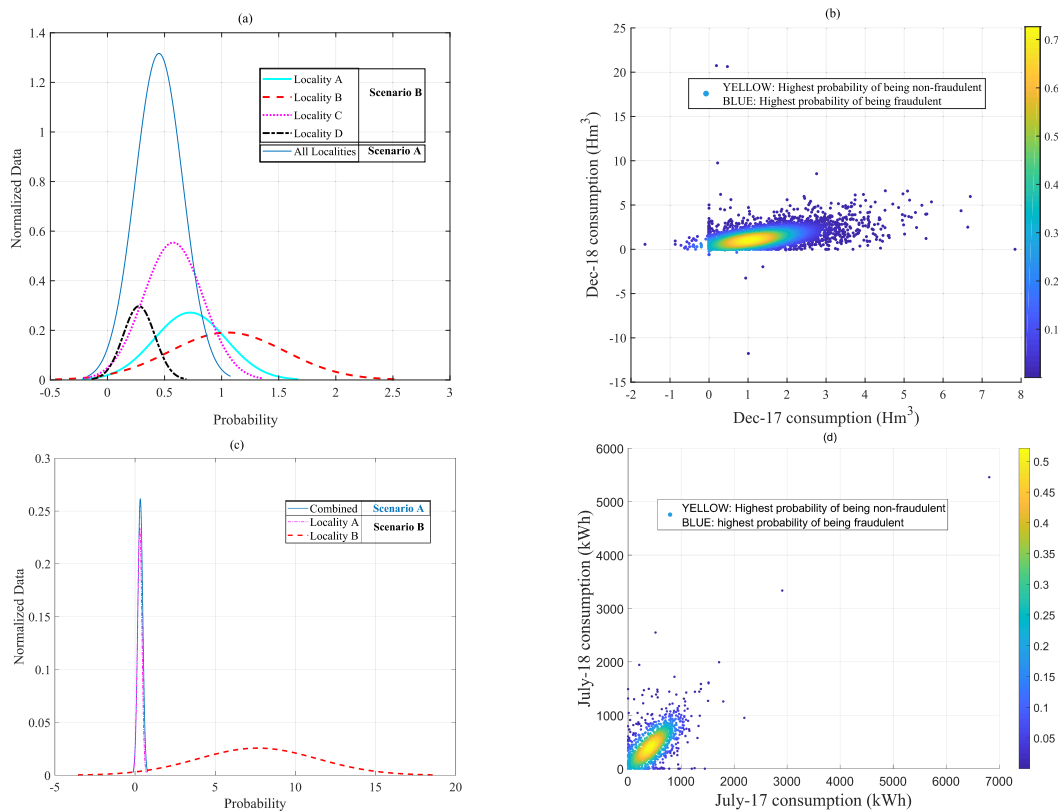 (a)
1.4
1.2
1
0.8
0.6
0.4
0.2
0
Normalized Data
-0.5 0 0.5 1 1.5 2 2.5 3
Probability
Locality A
Locality B
Locality C
Locality D
Scenario B
All Localities Scenario A
(b)
25
20
15
10
5
0
-5
-10
-15
Dec-18 consumption (Hm3)
-2 -1 0 1 2 3 4 5 6 7 8
Dec-17 consumption (Hm3)
YELLOW: Highest probability of being non-fraudulent
BLUE: Highest probability of being fraudulent
0.7
0.6
0.5
0.4
0.3
0.2
0.1
(c)
0.3
0.25
0.2
0.15
0.1
0.05
0
Normalized Data
-5 0 5 10 15 20
Probability
Combined Scenario A
Locality A Scenario B
Locality B
(d)
6000
5000
4000
3000
2000
1000
0
July-18 consumption (kWh)
0 1000 2000 3000 4000 5000 6000 7000
July-17 consumption (kWh)
YELLOW: Highest probability of being non-fraudulent
BLUE: highest probability of being fraudulent
0.5
0.45
0.4
0.35
0.3
0.25
0.2
0.15
0.1
0.05